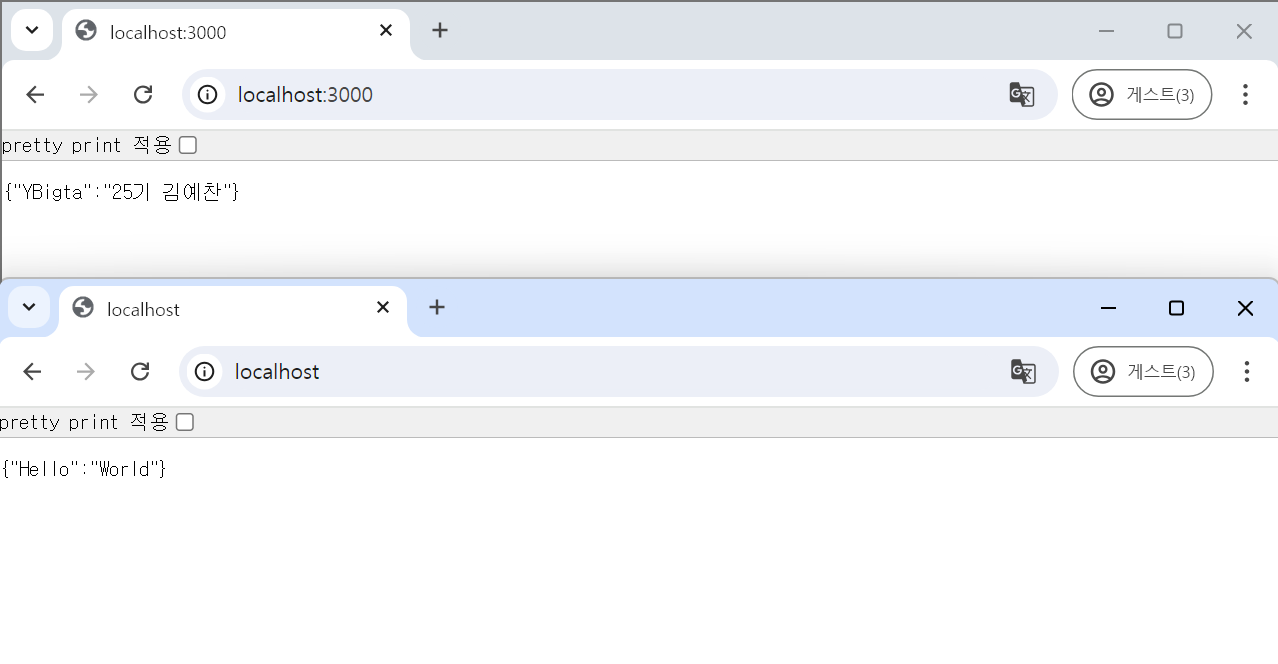 localhost:3000
localhost:3000
게스트(3)
pretty print 적용
{"YBigta":"25기 김예찬"}
localhost
localhost
게스트(3)
pretty print 적용
{"Hello":"World"}